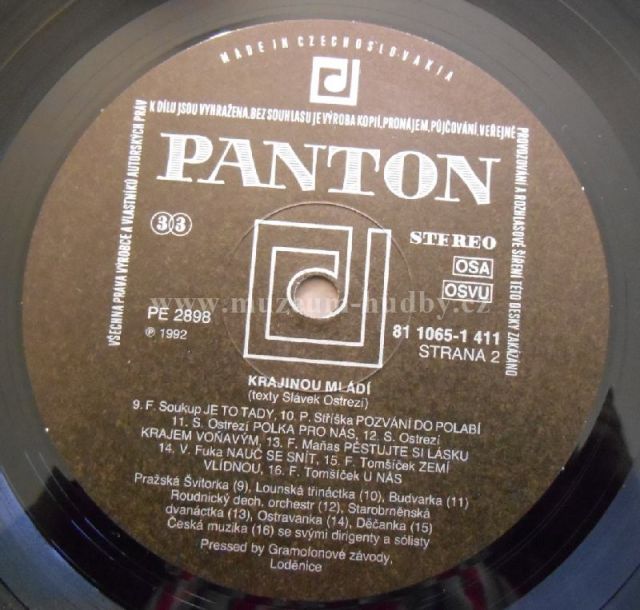 MADE IN CZECHOSLOVAKIA
VŠECHNA PRÁVA VÝROBCE A VLASTNÍKŮ AUTORSKÝCH PRÁV
K DÍLU JSOU VYHRAŽENA. BEZ SOUHLASU JE VÝROBA KOPIÍ, PRONÁJEM, PŮJČOVÁNÍ, VEŘEJNÉ
PROVOZOVÁNÍ A ROZHLASOVÉ ŠÍŘENÍ TÉTO DESKY ZAKÁZÁNO
PANTON
33
STEREO
OSA
OSVU
www.muzeum-hudby.cz
PE 2898
Ⓟ 1992
81 1065-1 411
STRANA 2
KRAJINOU MLÁDÍ
(texty Slávek Ostrezí)
9. F. Soukup JE TO TADY, 10. P. Stříška POZVÁNÍ DO POLABÍ
11. S. Ostrezí POLKA PRO NÁS, 12. S. Ostrezí
KRAJEM VOŇAVÝM, 13. F. Maňas PĚSTUJTE SI LÁSKU
14. V. Fuka NAUČ SE SNÍT, 15. F. Tomšíček ZEMÍ
VLÍDNOU, 16. F. Tomšíček U NÁS
Pražská Švitorka (9), Lounská třináctka (10), Budvarka (11)
Roudnický dech. orchestr (12), Starobrněnská
dvanáctka (13), Ostravanka (14), Děčanka (15)
Česká muzika (16) se svými dirigenty a sólisty
Pressed by Gramofonové závody,
Loděnice